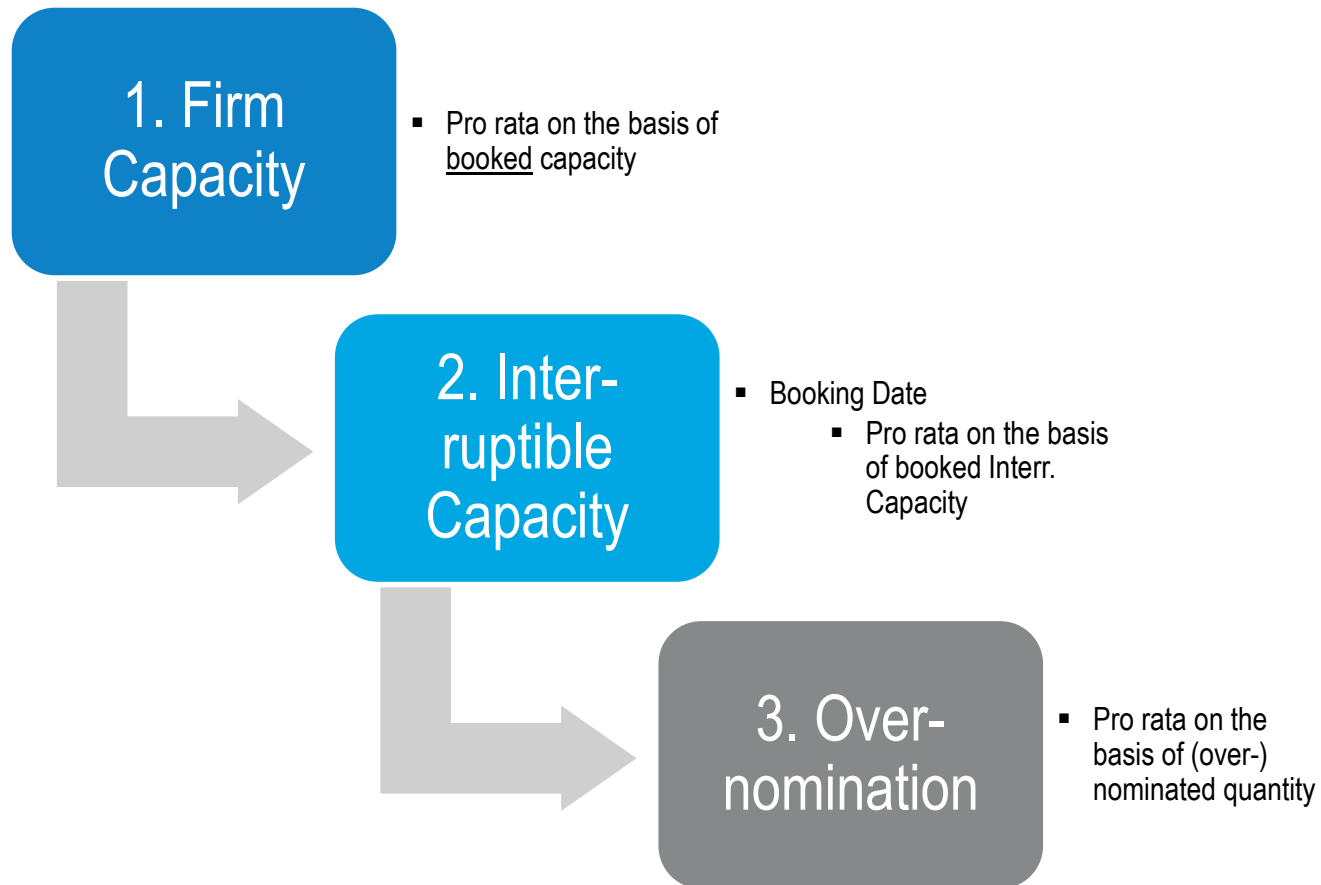 1. Firm
Capacity
▪ Pro rata on the basis of
booked capacity
2. Inter-
ruptible
Capacity
▪ Booking Date
▪ Pro rata on the basis
of booked Interr.
Capacity
3. Over-
nomination
▪ Pro rata on the
basis of (over-)
nominated quantity